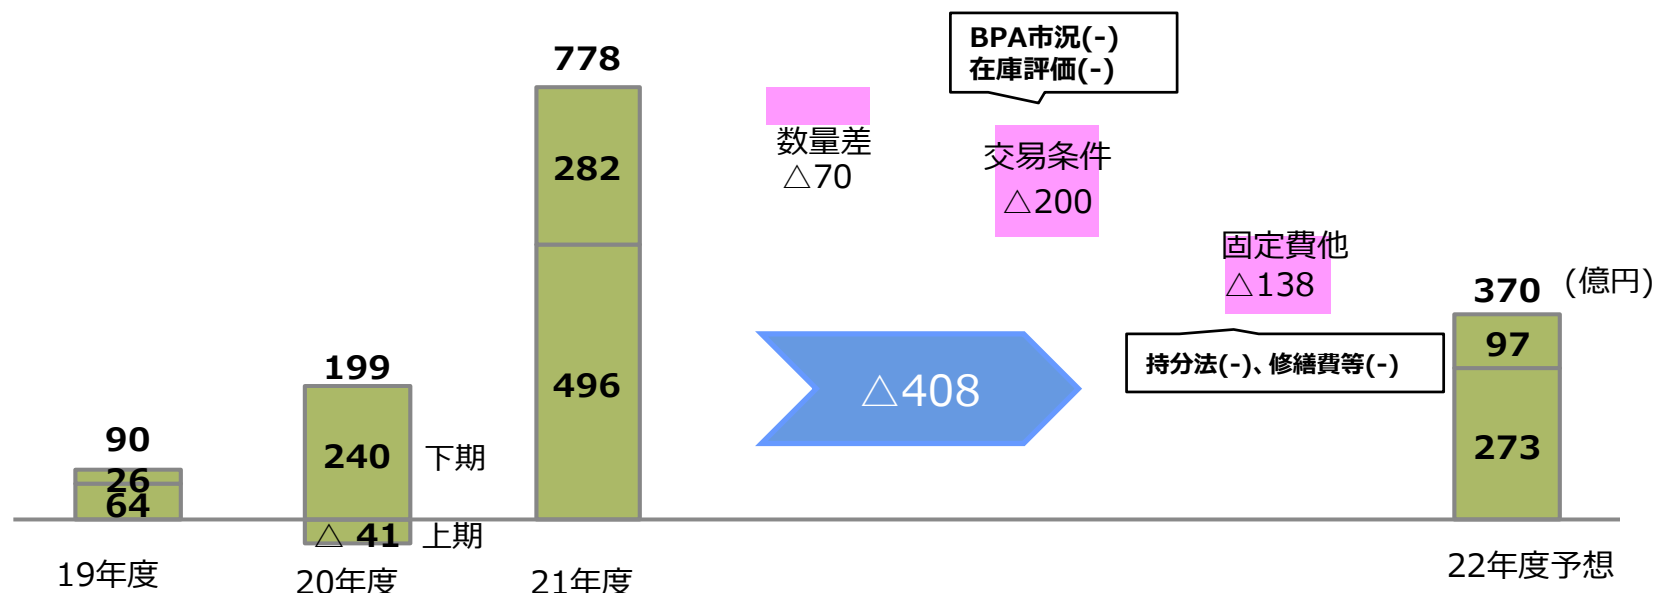 90
26
64
19年度
199
240
下期
△ 41
上期
20年度
778
282
496
21年度
数量差
△70
BPA市況(-)
在庫評価(-)
交易条件
△200
固定費他
△138
持分法(-)、修繕費等(-)
△408
(億円)
370
97
273
22年度予想